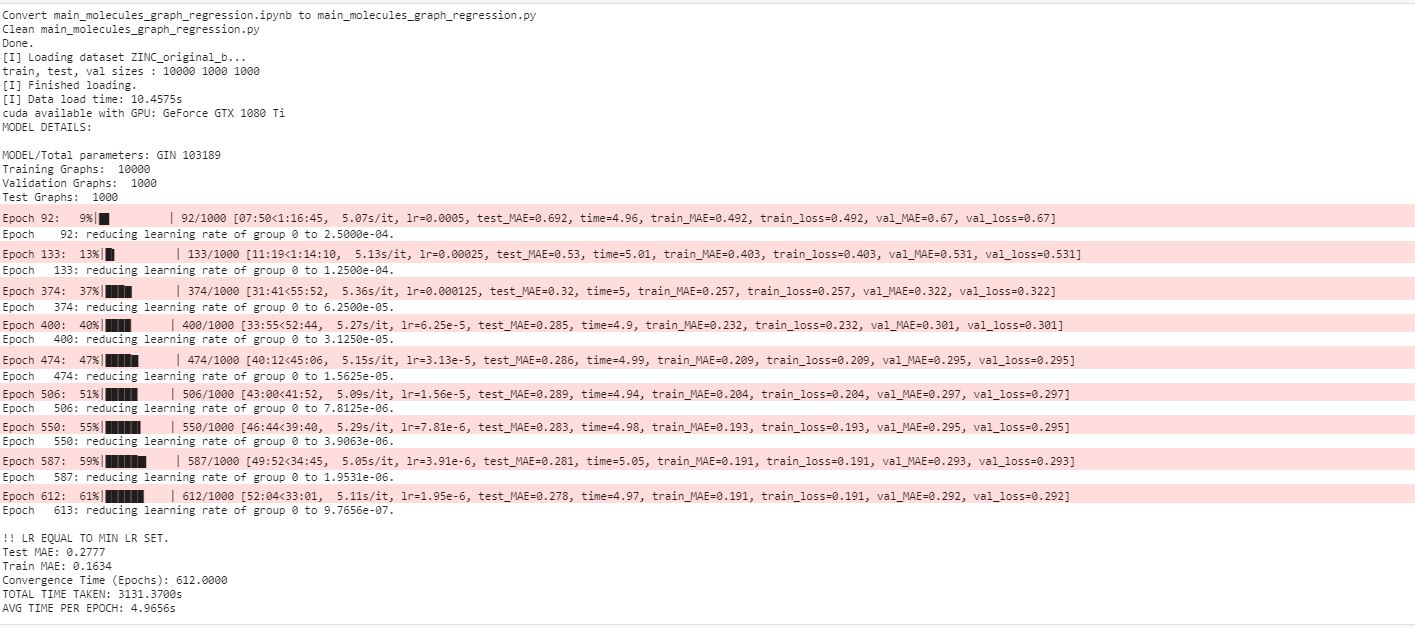 Convert main_molecules_graph_regression.ipynb to main_molecules_graph_regression.py
Clean main_molecules_graph_regression.py
Done.
[I] Loading dataset ZINC_original_b...
train, test, val sizes : 10000 1000 1000
[I] Finished loading.
[I] Data load time: 10.4575s
cuda available with GPU: GeForce GTX 1080 Ti
MODEL DETAILS:
MODEL/Total parameters: GIN 103189
Training Graphs:  10000
Validation Graphs:  1000
Test Graphs:  1000
Epoch 92:   9%|█         | 92/1000 [07:50<1:16:45,  5.07s/it, lr=0.0005, test_MAE=0.692, time=4.96, train_MAE=0.492, train_loss=0.492, val_MAE=0.67, val_loss=0.67]
Epoch    92: reducing learning rate of group 0 to 2.5000e-04.
Epoch 133:  13%|█▎        | 133/1000 [11:19<1:14:10,  5.13s/it, lr=0.00025, test_MAE=0.53, time=5.01, train_MAE=0.403, train_loss=0.403, val_MAE=0.531, val_loss=0.531]
Epoch   133: reducing learning rate of group 0 to 1.2500e-04.
Epoch 374:  37%|███▋      | 374/1000 [31:41<55:52,  5.36s/it, lr=0.000125, test_MAE=0.32, time=5, train_MAE=0.257, train_loss=0.257, val_MAE=0.322, val_loss=0.322]
Epoch   374: reducing learning rate of group 0 to 6.2500e-05.
Epoch 400:  40%|████      | 400/1000 [33:55<52:44,  5.27s/it, lr=6.25e-5, test_MAE=0.285, time=4.9, train_MAE=0.232, train_loss=0.232, val_MAE=0.301, val_loss=0.301]
Epoch   400: reducing learning rate of group 0 to 3.1250e-05.
Epoch 474:  47%|████▋     | 474/1000 [40:12<45:06,  5.15s/it, lr=3.13e-5, test_MAE=0.286, time=4.99, train_MAE=0.209, train_loss=0.209, val_MAE=0.295, val_loss=0.295]
Epoch   474: reducing learning rate of group 0 to 1.5625e-05.
Epoch 506:  51%|█████     | 506/1000 [43:00<41:52,  5.09s/it, lr=1.56e-5, test_MAE=0.289, time=4.94, train_MAE=0.204, train_loss=0.204, val_MAE=0.297, val_loss=0.297]
Epoch   506: reducing learning rate of group 0 to 7.8125e-06.
Epoch 550:  55%|█████▌    | 550/1000 [46:44<39:40,  5.29s/it, lr=7.81e-6, test_MAE=0.283, time=4.98, train_MAE=0.193, train_loss=0.193, val_MAE=0.295, val_loss=0.295]
Epoch   550: reducing learning rate of group 0 to 3.9063e-06.
Epoch 587:  59%|█████▊    | 587/1000 [49:52<34:45,  5.05s/it, lr=3.91e-6, test_MAE=0.281, time=5.05, train_MAE=0.191, train_loss=0.191, val_MAE=0.293, val_loss=0.293]
Epoch   587: reducing learning rate of group 0 to 1.9531e-06.
Epoch 612:  61%|██████    | 612/1000 [52:04<33:01,  5.11s/it, lr=1.95e-6, test_MAE=0.278, time=4.97, train_MAE=0.191, train_loss=0.191, val_MAE=0.292, val_loss=0.292]
Epoch   613: reducing learning rate of group 0 to 9.7656e-07.
!! LR EQUAL TO MIN LR SET.
Test MAE: 0.2777
Train MAE: 0.1634
Convergence Time (Epochs): 612.0000
TOTAL TIME TAKEN: 3131.3700s
AVG TIME PER EPOCH: 4.9656s